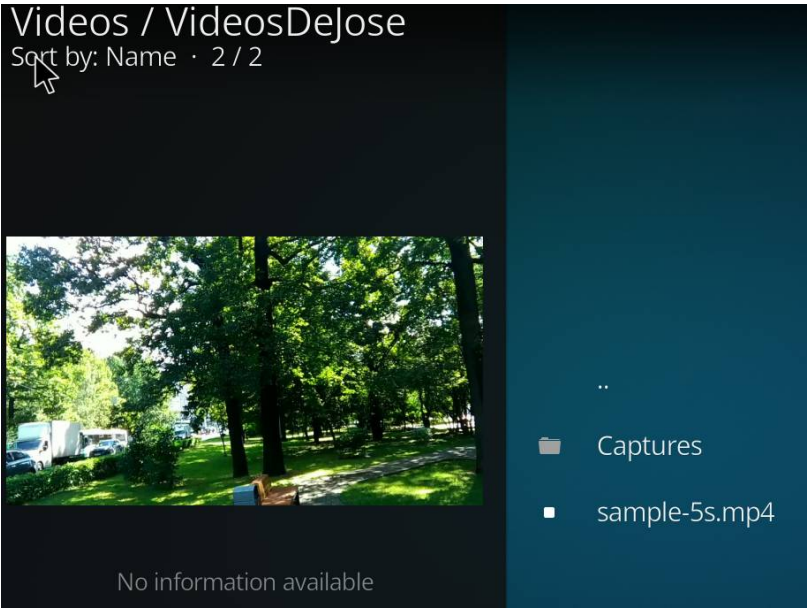 Videos / VideosDeJose
Sort by: Name · 2 / 2
..
Captures
sample-5s.mp4
No information available